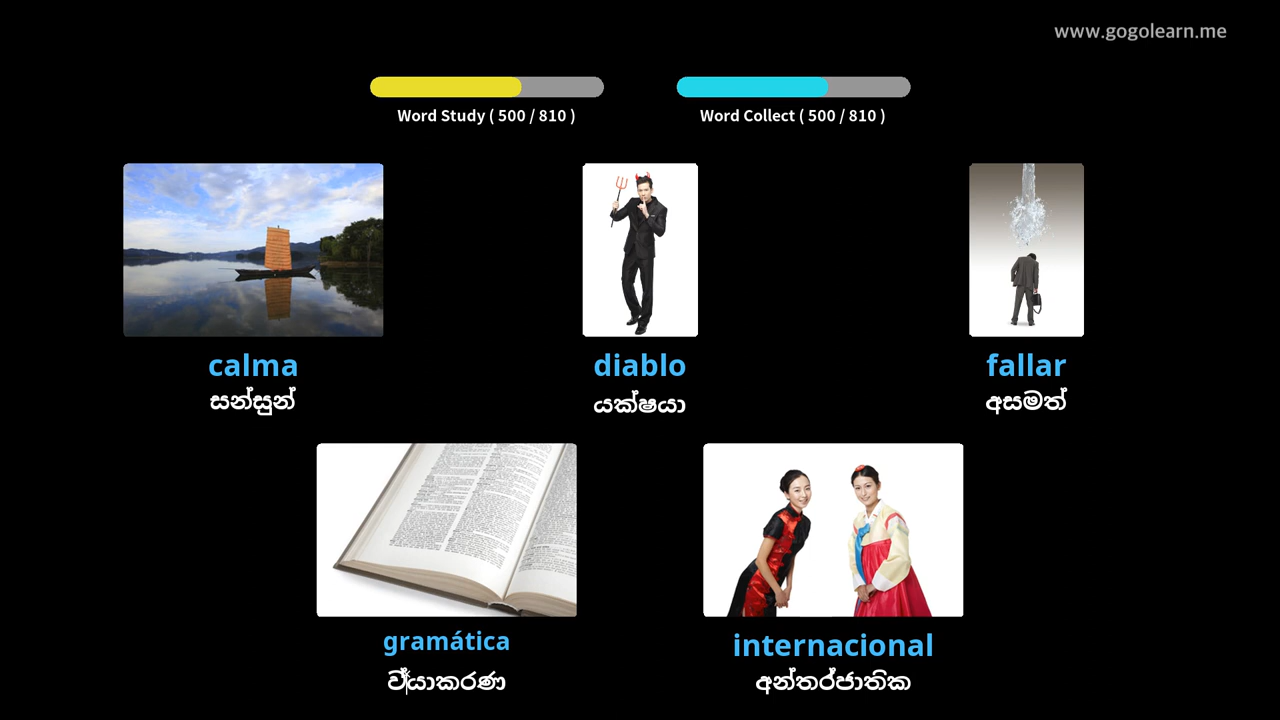 www.gogolearn.me
Word Study ( 500 / 810 )
Word Collect ( 500 / 810 )
calma
diablo
fallar
සන්සුන්
යක්ෂයා
අසමත්
gramática
internacional
ව්යාකරණ
අන්තර්ජාතික